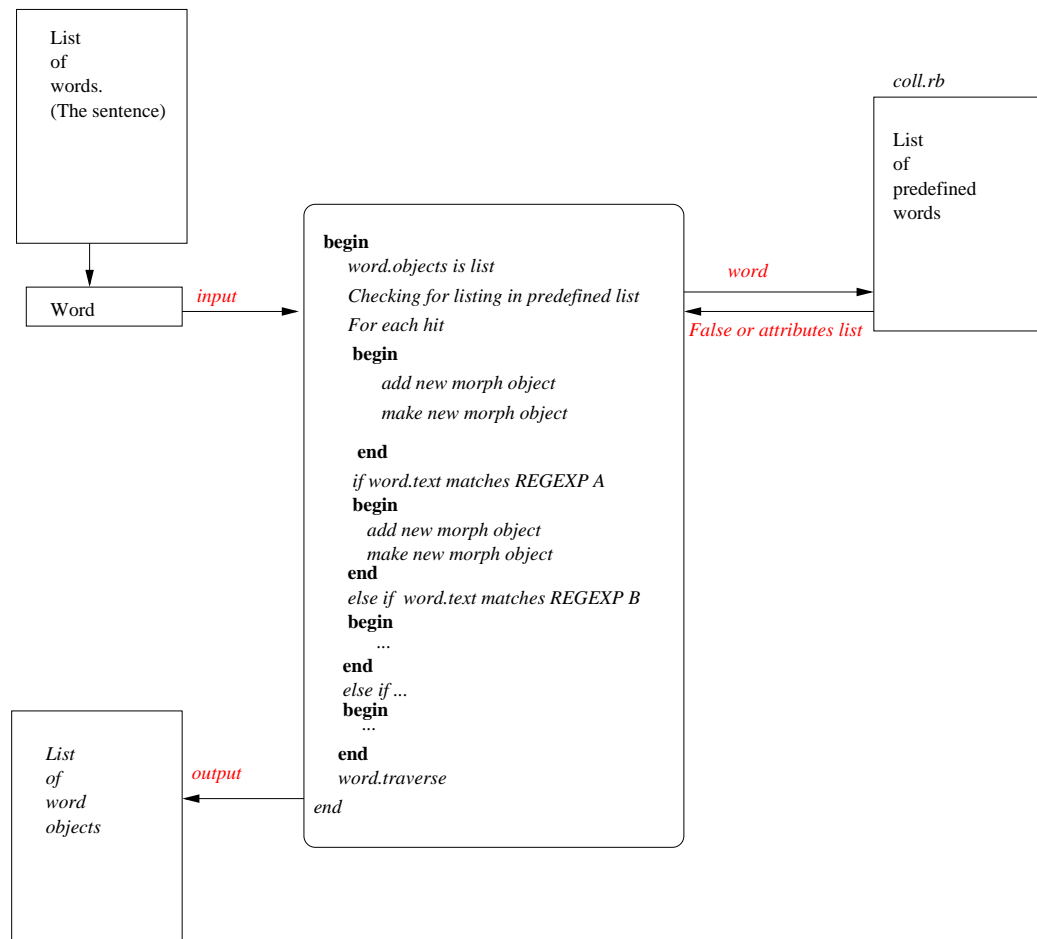 List
of
words.
(The sentence)
Word
input
coll.rb
List
of
predefined
words
word
False or attributes list
begin
word.objects is list
Checking for listing in predefined list
For each hit
begin
add new morph object
make new morph object
end
if word.text matches REGEXP A
begin
add new morph object
make new morph object
end
else if word.text matches REGEXP B
begin
...
end
else if ...
begin
...
end
word.traverse
end
output
List
of
word
objects